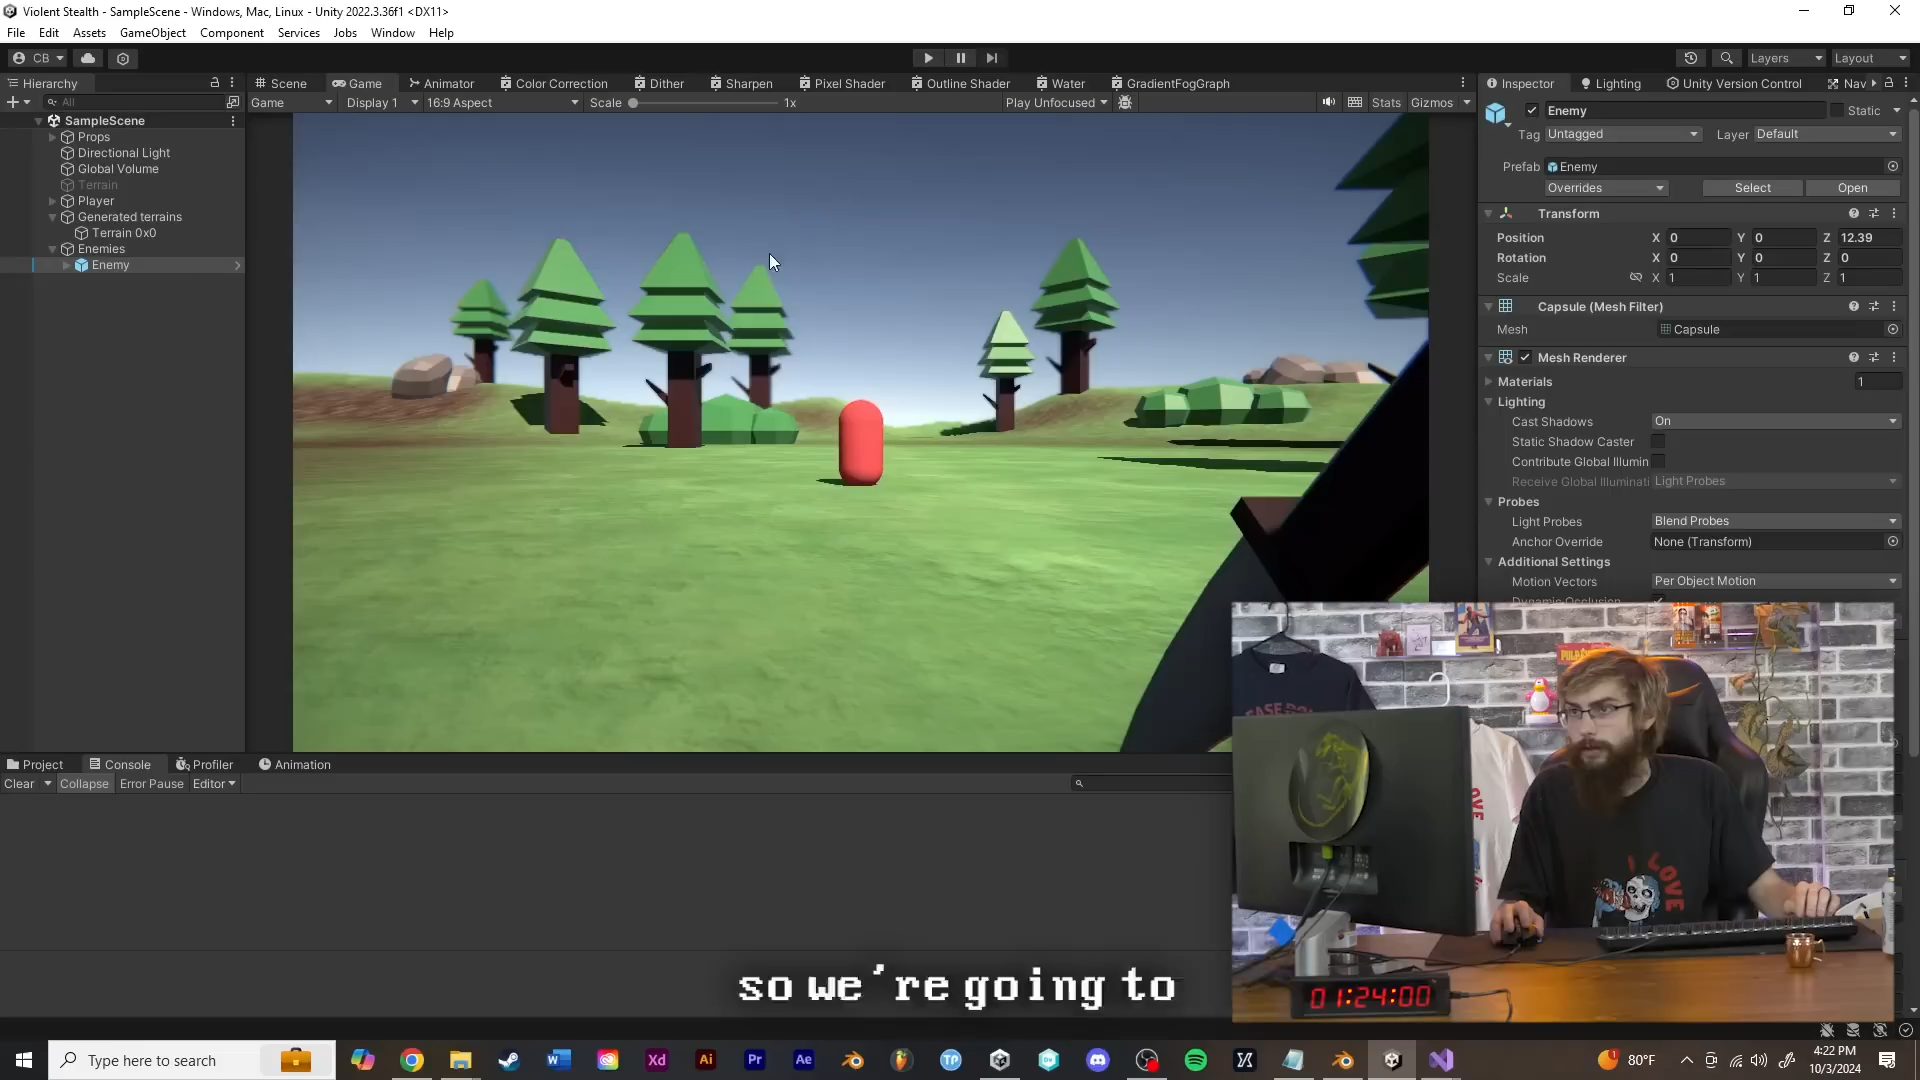 Violent Stealth - SampleScene - Windows, Mac, Linux - Unity 2022.3.36f1 <DX11>
File Edit Assets GameObject Component Services Jobs Window Help
CB
Layers Layout
Hierarchy
Scene Game Animator Color Correction Dither Sharpen Pixel Shader Outline Shader Water GradientFogGraph
Inspector Lighting Unity Version Control Nav
All
Game Display 1 16:9 Aspect Scale 1x Play Unfocused Stats Gizmos
SampleScene
Props
Directional Light
Global Volume
Terrain
Player
Generated terrains
Terrain 0x0
Enemies
Enemy
Enemy Static
Tag Untagged Layer Default
Prefab Enemy
Overrides Select Open
Transform
Position X 0 Y 0 Z 12.39
Rotation X 0 Y 0 Z 0
Scale X 1 Y 1 Z 1
Capsule (Mesh Filter)
Mesh Capsule
Mesh Renderer
Materials 1
Lighting
Cast Shadows On
Static Shadow Caster
Contribute Global Illumin
Receive Global Illuminati Light Probes
Probes
Light Probes Blend Probes
Anchor Override None (Transform)
Additional Settings
Motion Vectors Per Object Motion
Dynamic Occlusion
Project Console Profiler Animation
Clear Collapse Error Pause Editor
I LOVE
so we're going to
01:24:00
Type here to search
Xd Ai Pr Ae
80°F
4:22 PM
10/3/2024